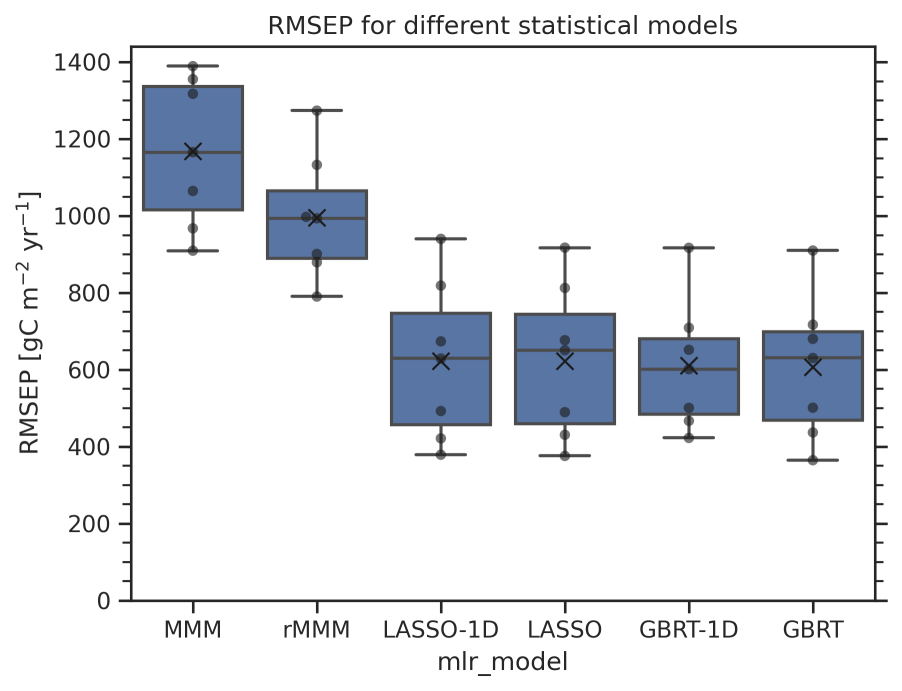 RMSEP for different statistical models
RMSEP [gC m⁻² yr⁻¹]
1400
1200
1000
800
600
400
200
0
MMM rMMM LASSO-1D LASSO GBRT-1D GBRT
mlr_model